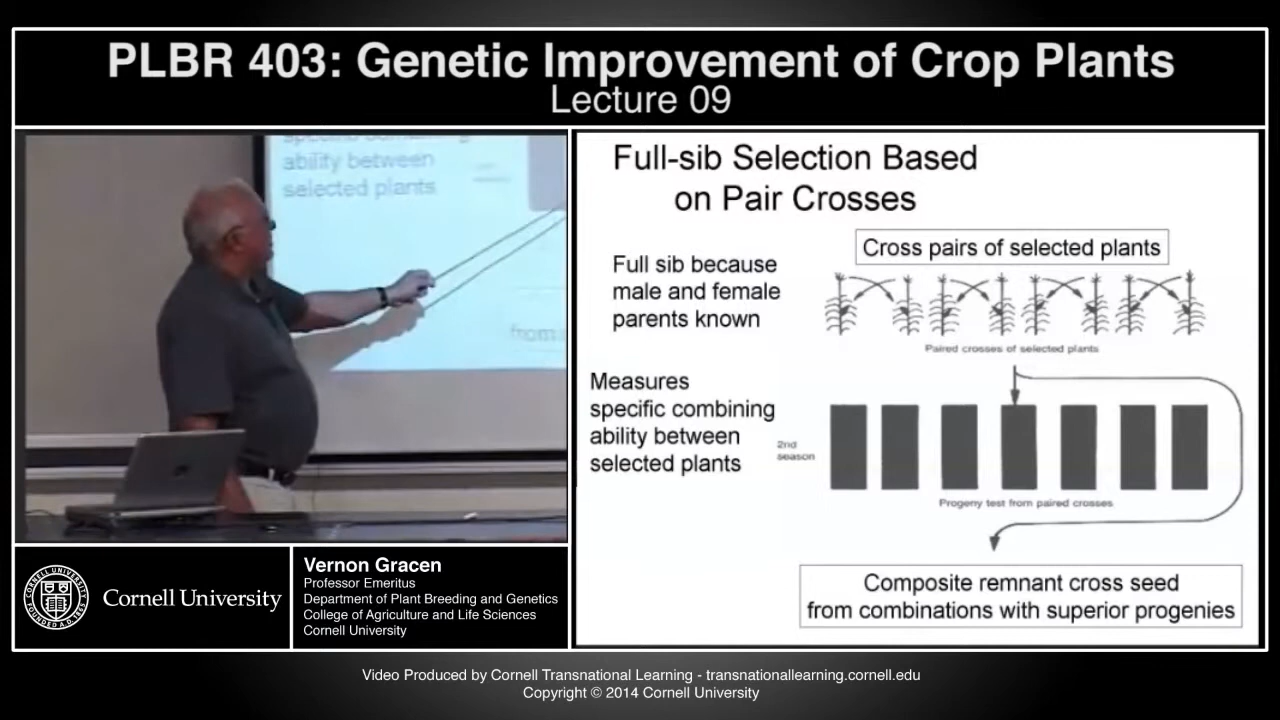 PLBR 403: Genetic Improvement of Crop Plants
Lecture 09
ability between
selected plants
from
Full-sib Selection Based
on Pair Crosses
Cross pairs of selected plants
Full sib because
male and female
parents known
Paired crosses of selected plants
Measures
specific combining
ability between
selected plants
2nd
season
Progeny test from paired crosses
Composite remnant cross seed
from combinations with superior progenies
Cornell University
Vernon Gracen
Professor Emeritus
Department of Plant Breeding and Genetics
College of Agriculture and Life Sciences
Cornell University
Video Produced by Cornell Transnational Learning - transnationallearning.cornell.edu
Copyright © 2014 Cornell University